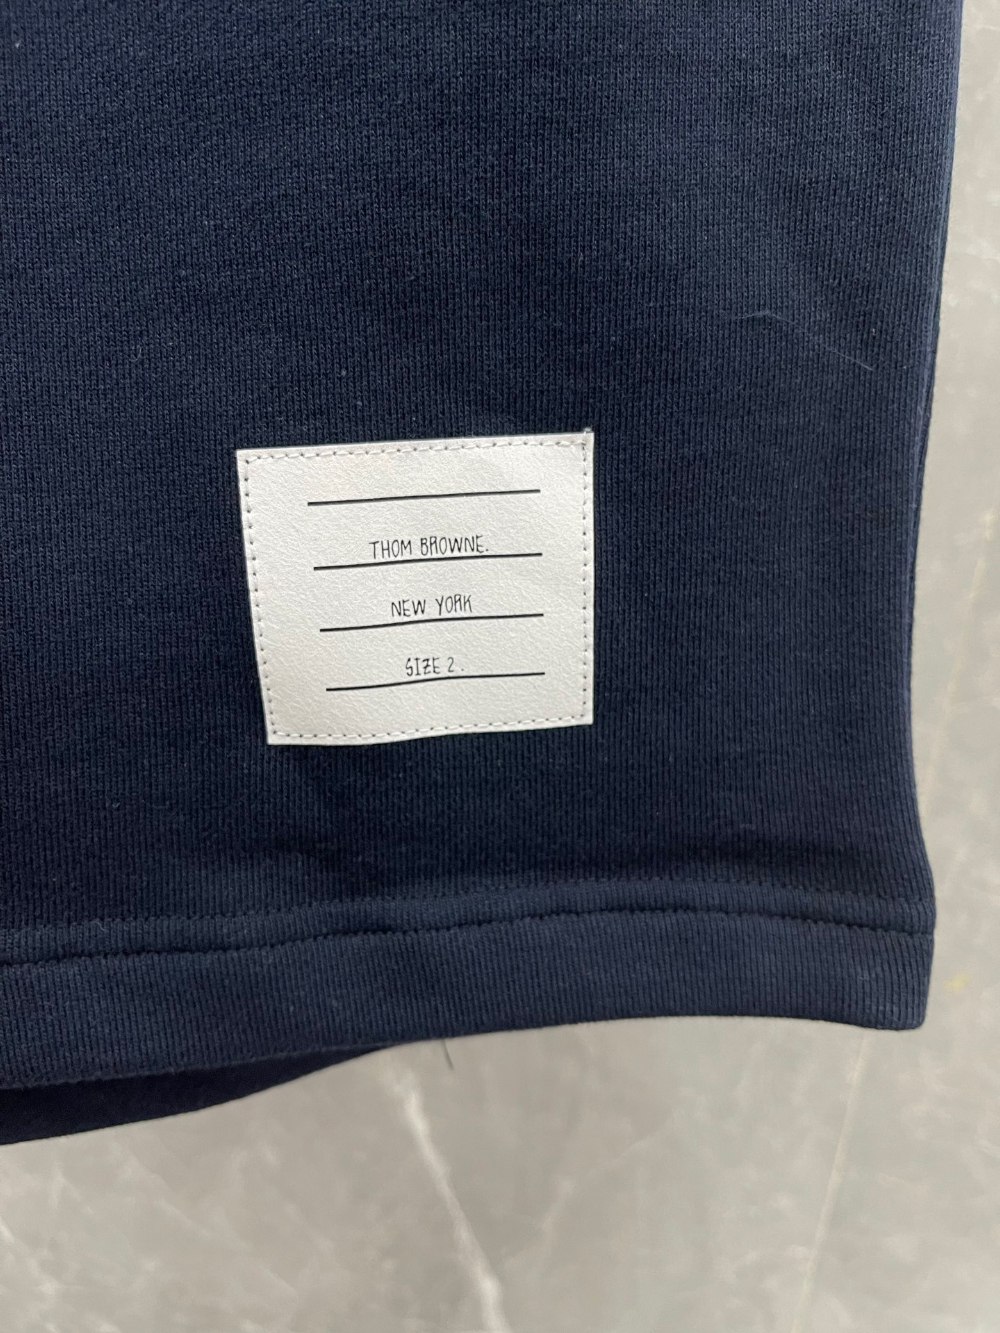 THOM BROWNE.
NEW YORK
SIZE 2.